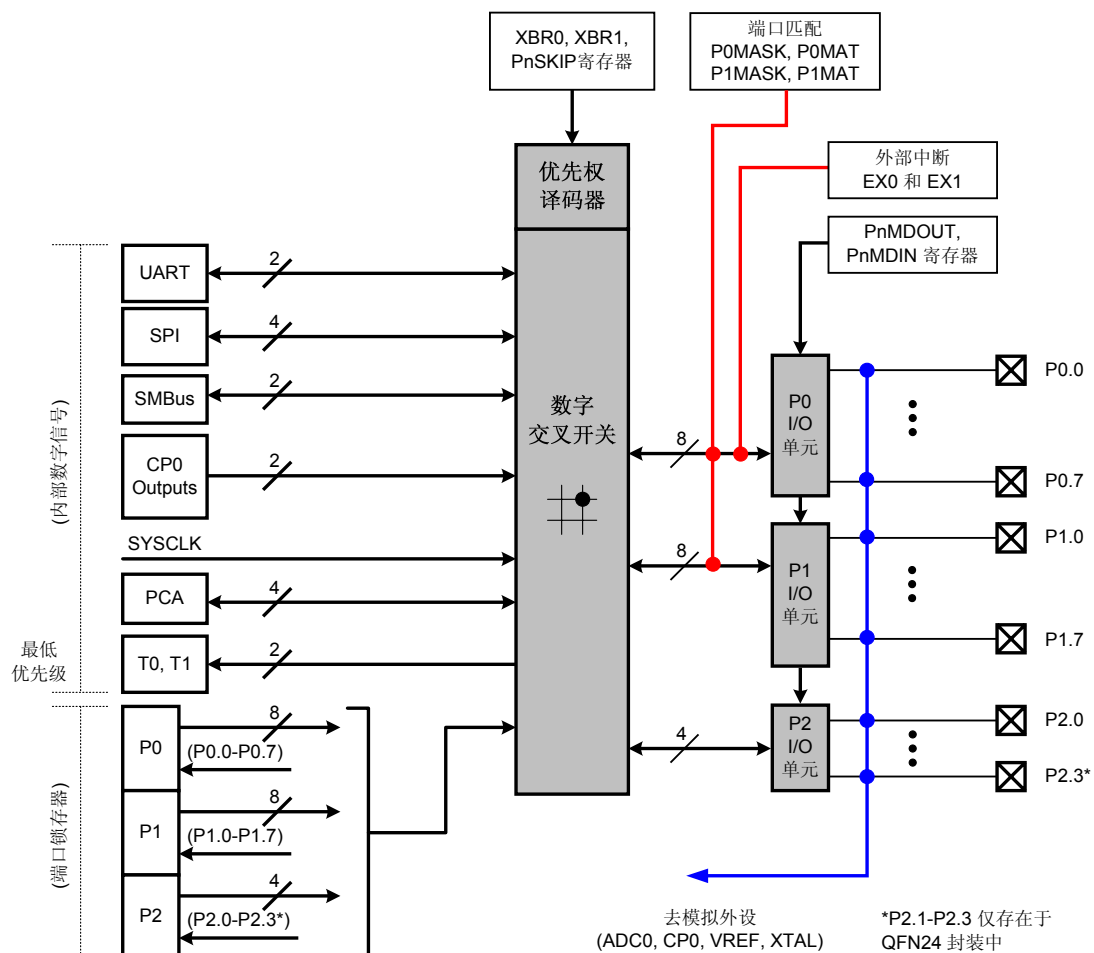 XBR0, XBR1,
PnSKIP寄存器
端口匹配
P0MASK, P0MAT
P1MASK, P1MAT
优先权
译码器
外部中断
EX0 和 EX1
PnMDOUT,
PnMDIN 寄存器
(内部数字信号)
UART
2
SPI
4
SMBus
2
CP0
Outputs
2
SYSCLK
PCA
4
最低
优先级
T0, T1
2
数字
交叉开关
8
P0
I/O
单元
P0.0
P0.7
8
P1
I/O
单元
P1.0
P1.7
4
P2
I/O
单元
P2.0
P2.3*
(端口锁存器)
P0
8
(P0.0-P0.7)
P1
8
(P1.0-P1.7)
P2
4
(P2.0-P2.3*)
去模拟外设
(ADC0, CP0, VREF, XTAL)
*P2.1-P2.3 仅存在于
QFN24 封装中